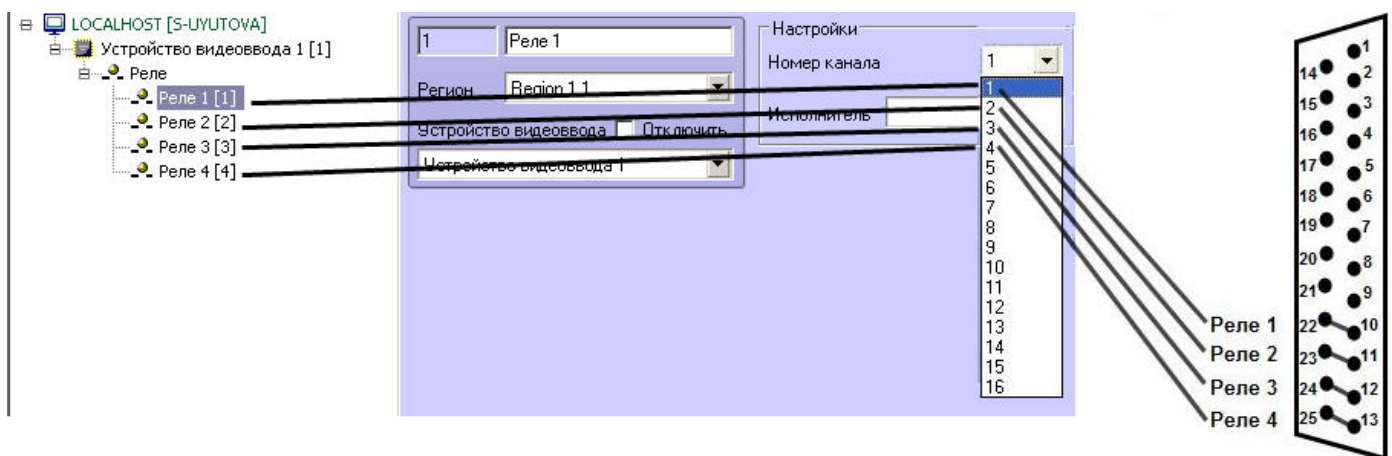 LOCALHOST [S-UYUTOVA]
Устройство видеоввода 1 [1]
Реле
Реле 1 [1]
Реле 2 [2]
Реле 3 [3]
Реле 4 [4]
1
Реле 1
Регион
Region 1.1
Устройство видеоввода
Отключить
Устройство видеоввода 1
Настройки
Номер канала
1
Исполнитель
1
2
3
4
5
6
7
8
9
10
11
12
13
14
15
16
Реле 1
Реле 2
Реле 3
Реле 4
1
14
2
15
3
16
4
17
5
18
6
19
7
20
8
21
9
22
10
23
11
24
12
25
13